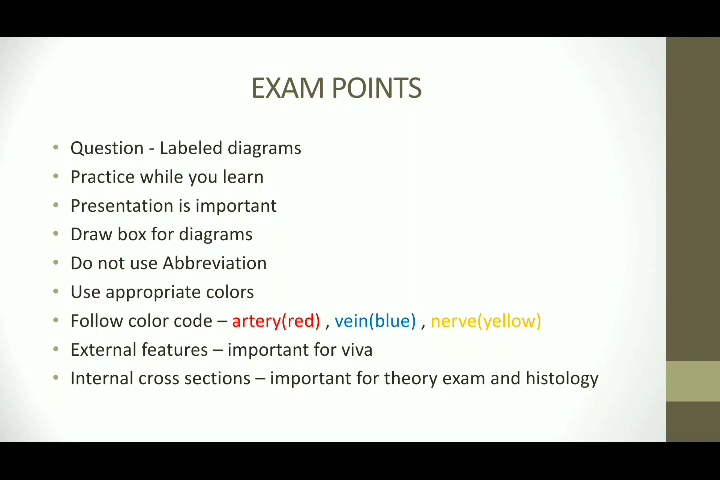 EXAM POINTS
• Question - Labeled diagrams
• Practice while you learn
• Presentation is important
• Draw box for diagrams
• Do not use Abbreviation
• Use appropriate colors
• Follow color code – artery(red) , vein(blue) , nerve(yellow)
• External features – important for viva
• Internal cross sections – important for theory exam and histology